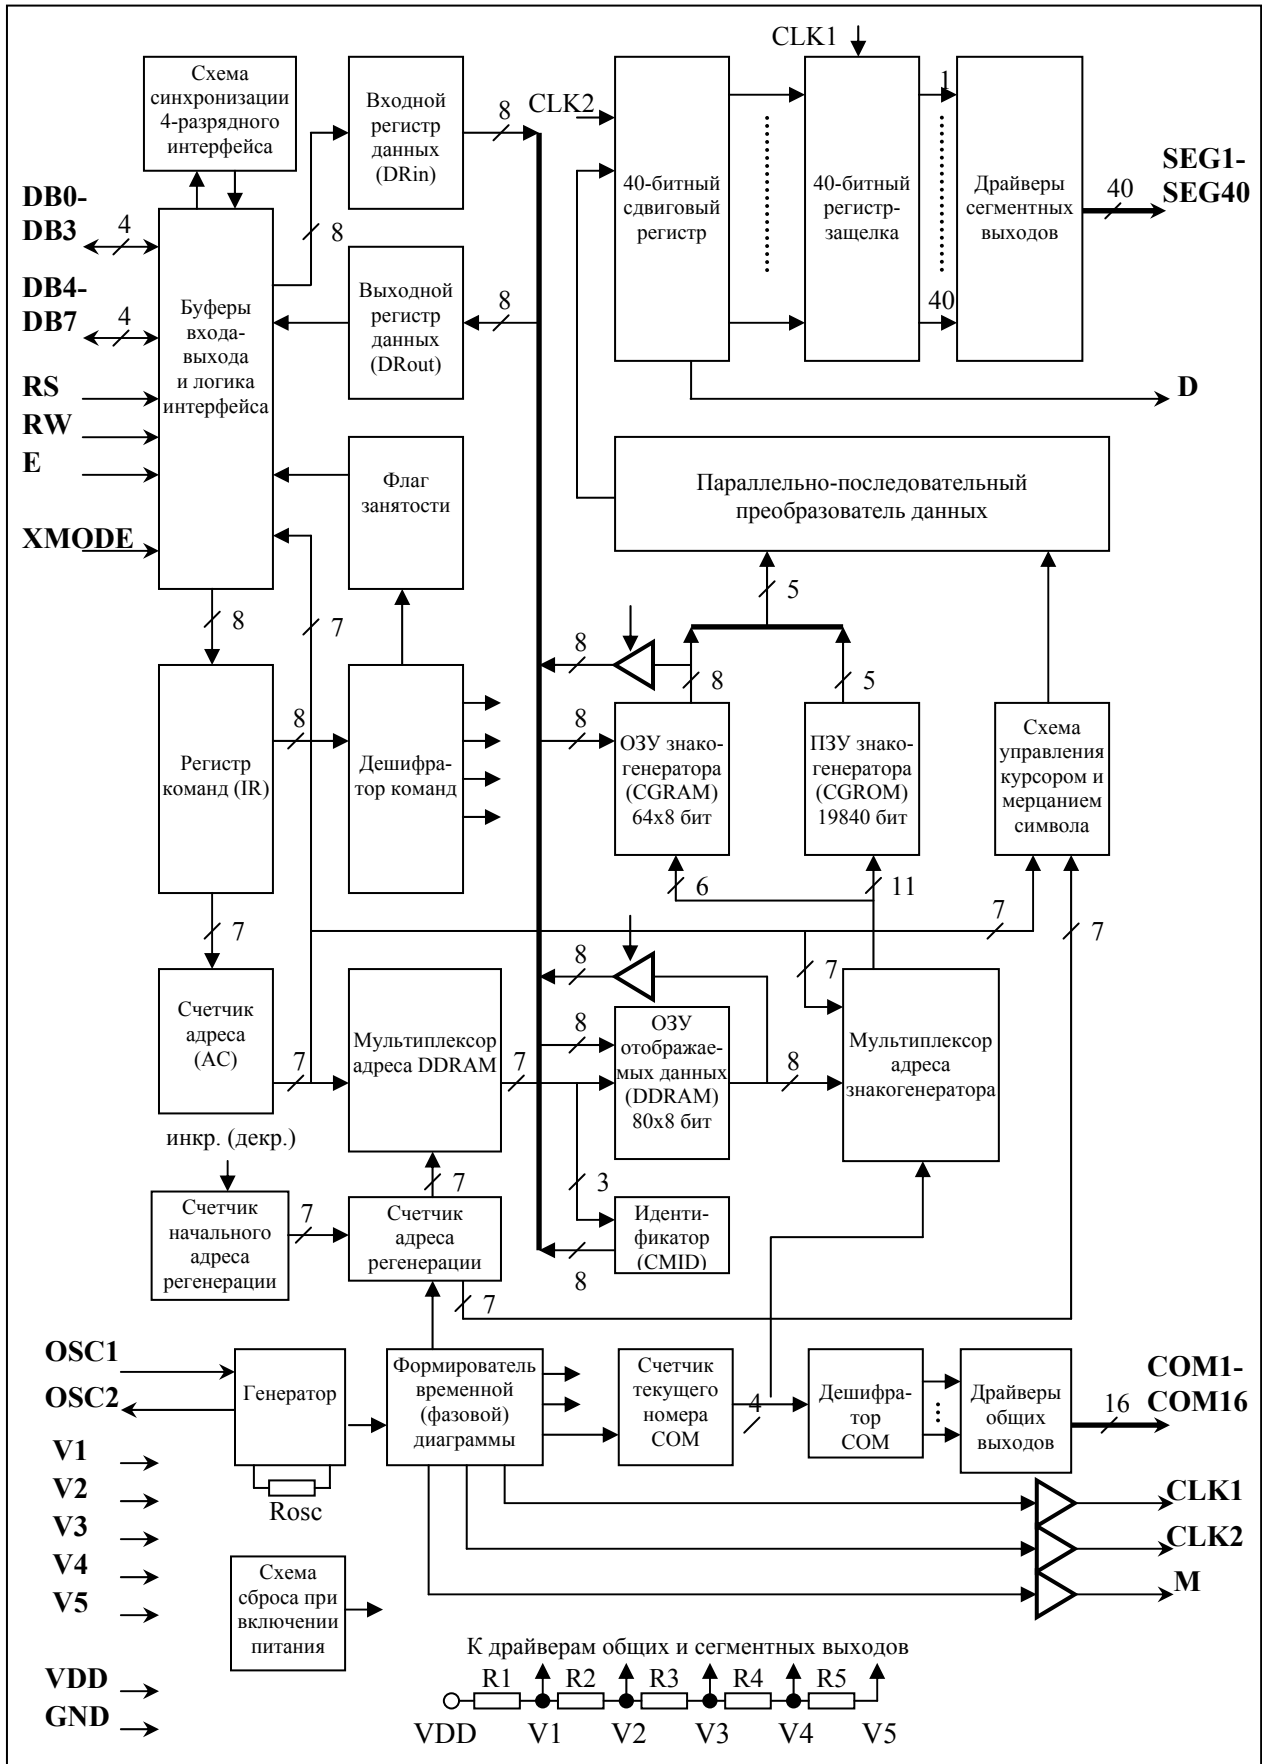 CLK1
Схема
синхронизации
4-разрядного
интерфейса
Входной
регистр
данных
(DRin)
8
CLK2
1
40-битный
сдвиговый
регистр
40-битный
регистр-
защелка
Драйверы
сегментных
выходов
40
SEG1-
SEG40
DB0-
DB3
4
8
DB4-
DB7
4
Буферы
входа-
выхода
и логика
интерфейса
Выходной
регистр
данных
(DRout)
8
40
RS
RW
E
XMODE
D
Флаг
занятости
Параллельно-последовательный
преобразователь данных
8
7
5
8
8
5
Регистр
команд (IR)
8
Дешифра-
тор команд
8
ОЗУ знако-
генератора
(CGRAM)
64x8 бит
ПЗУ знако-
генератора
(CGROM)
19840 бит
Схема
управления
курсором и
мерцанием
символа
6
11
7
7
7
8
7
Счетчик
адреса
(AC)
7
Мультиплексор
адреса DDRAM
7
8
ОЗУ
отображае-
мых данных
(DDRAM)
80x8 бит
8
Мультиплексор
адреса
знакогенератора
инкр. (декр.)
7
3
Счетчик
начального
адреса
регенерации
7
Счетчик
адреса
регенерации
Иденти-
фикатор
(CMID)
8
7
OSC1
OSC2
Генератор
Rosc
Формирователь
временной
(фазовой)
диаграммы
Счетчик
текущего
номера
COM
4
Дешифра-
тор
COM
Драйверы
общих
выходов
16
COM1-
COM16
V1
V2
V3
V4
V5
CLK1
CLK2
M
Схема
сброса при
включении
питания
VDD
GND
К драйверам общих и сегментных выходов
R1 R2 R3 R4 R5
VDD V1 V2 V3 V4 V5